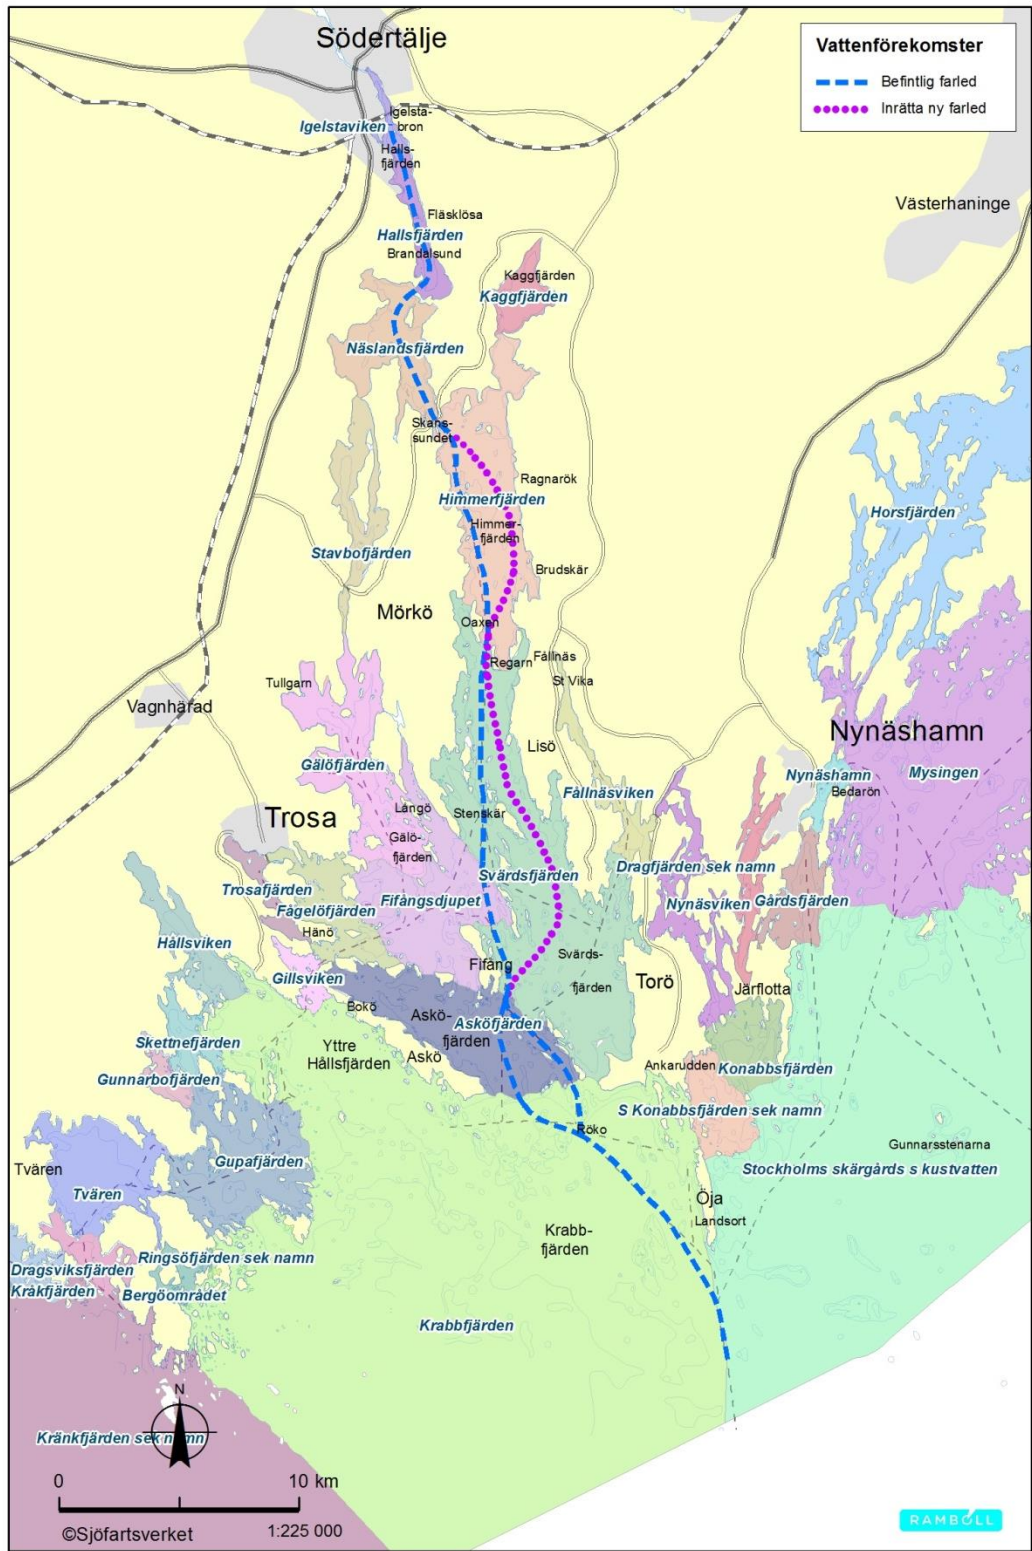 Södertälje
Vattenförekomster
Befintlig farled
Inrätta ny farled
Igelsta-
bron
Igelstaviken
Halls-
fjärden
Västerhaninge
Fläsklösa
Hallsfjärden
Brandalsund
Kaggfjärden
Kaggfjärden
Näslandsfjärden
Skans-
sundet
Ragnarök
Himmerfjärden
Himmer-
fjärden
Horsfjärden
Stavbofjärden
Brudskär
Mörkö
Oaxen
Regarn
Fållnäs
St Vika
Tullgarn
Vagnhärad
Lisö
Nynäshamn
Gälöfjärden
Nynäshamn
Mysingen
Bedarön
Långö
Stenskär
Fållnäsviken
Trosa
Gälö-
fjärden
Svärdsfjärden
Dragfjärden sek namn
Trosafjärden
Fifångsdjupet
Nynäsviken
Gårdsfjärden
Fågelöfjärden
Hänö
Hållsviken
Fifång
Svärds-
fjärden
Torö
Järflotta
Gillsviken
Bokö
Askö-
fjärden
Asköfjärden
Yttre
Hållsfjärden
Askö
Skettnefjärden
Gunnarbofjärden
Ankarudden
Konabbsfjärden
S Konabbsfjärden sek namn
Röko
Gunnarsstenarna
Tvären
Tvären
Gupafjärden
Stockholms skärgårds s kustvatten
Öja
Landsort
Krabb-
fjärden
Ringsöfjärden sek namn
Dragsviksfjärden
Kråkfjärden
Bergöområdet
Krabbfjärden
N
Kränkfjärden sek namn
0 10 km
©Sjöfartsverket 1:225 000
RAMBOLL